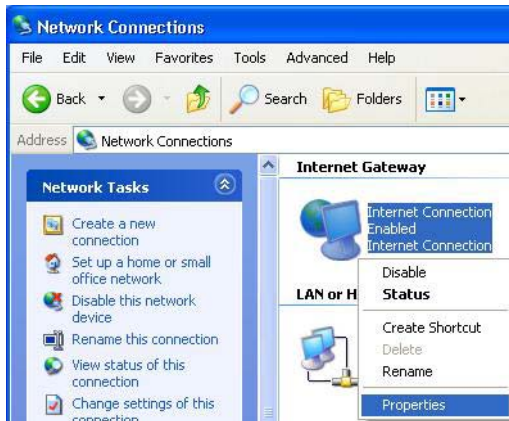 Network Connections
File Edit View Favorites Tools Advanced Help
Back Search Folders
Address Network Connections
Network Tasks
Create a new
connection
Set up a home or small
office network
Disable this network
device
Rename this connection
View status of this
connection
Change settings of this
connection
Internet Gateway
Internet Connection
Enabled
Internet Connection
LAN or H
Disable
Status
Create Shortcut
Delete
Rename
Properties